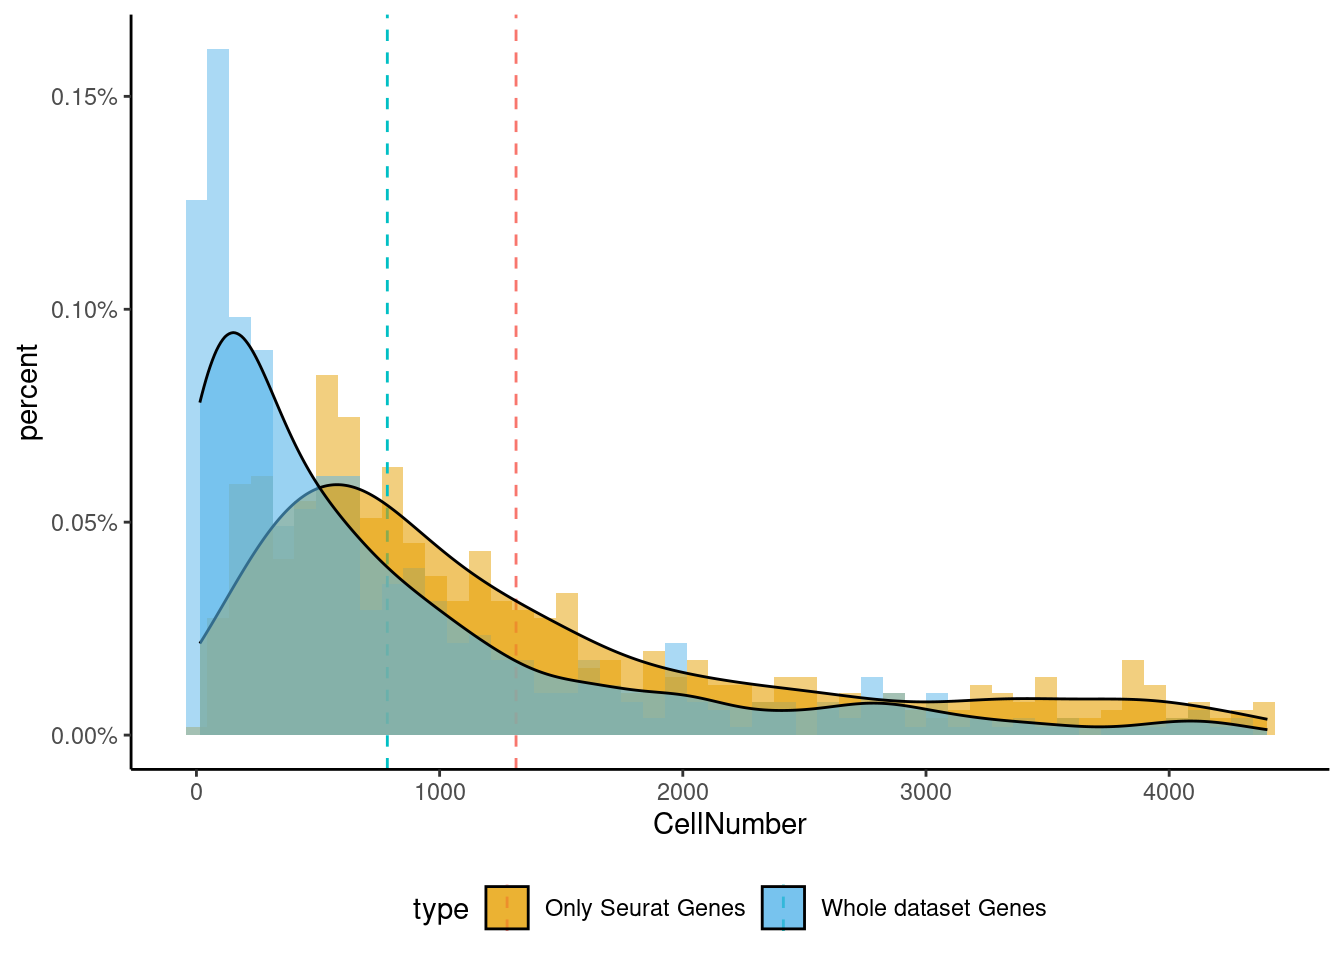 0.15%
0.10%
0.05%
0.00%
percent
0 1000 2000 3000 4000
CellNumber
type Only Seurat Genes Whole dataset Genes